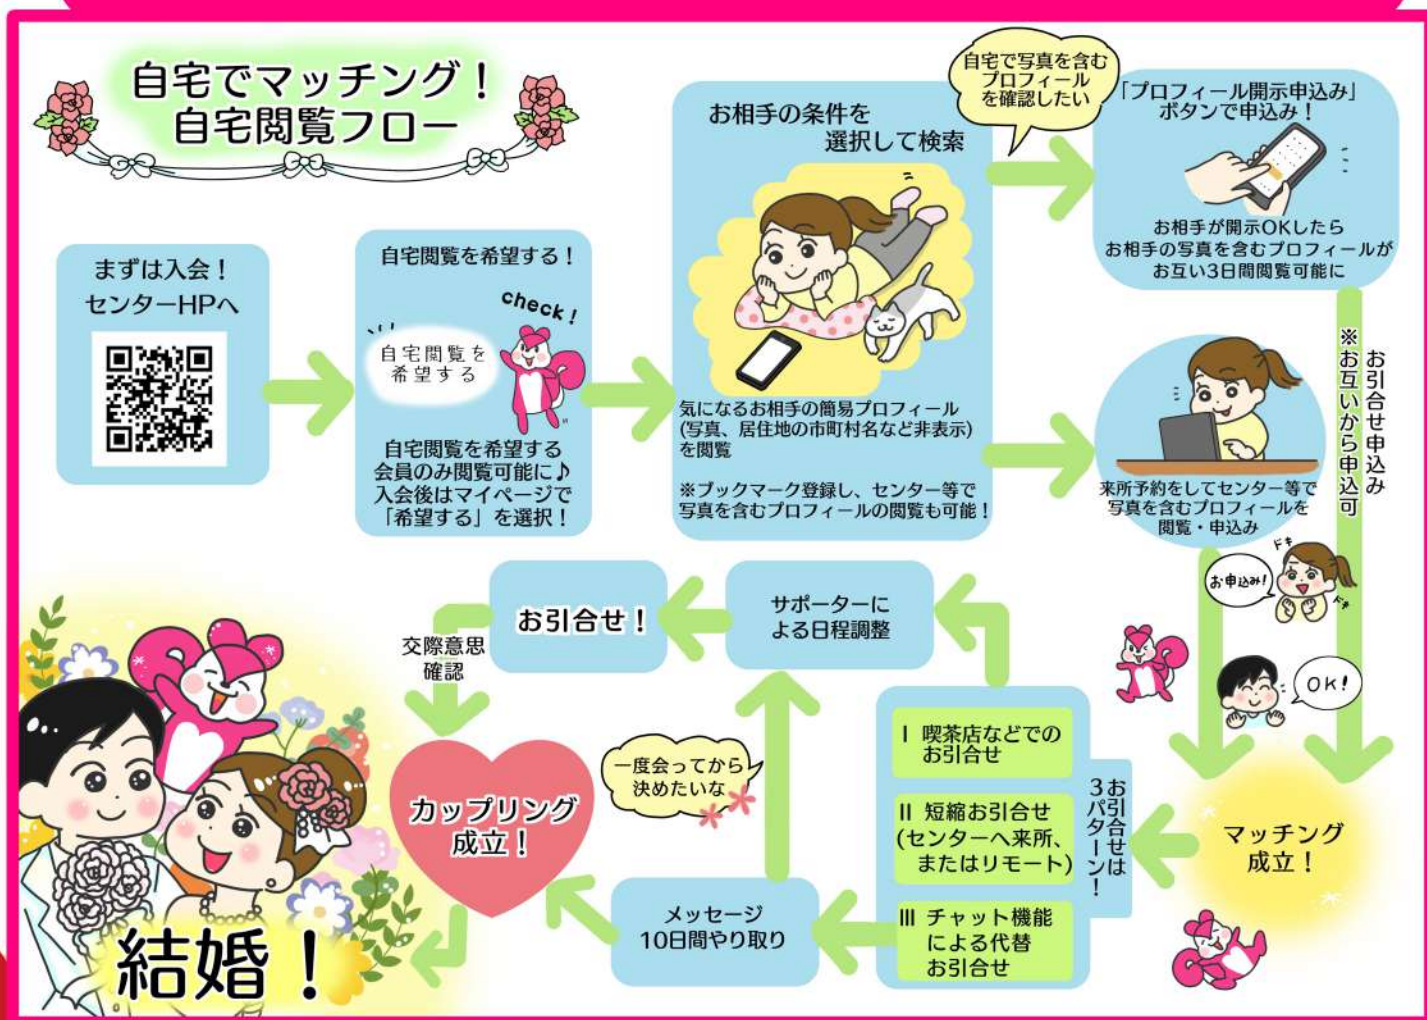 自宅でマッチング！
自宅閲覧フロー
まずは入会！
センターHPへ
自宅閲覧を希望する！
check！
自宅閲覧を
希望する
自宅閲覧を希望する
会員のみ閲覧可能に♪
入会後はマイページで
「希望する」を選択！
お相手の条件を
選択して検索
気になるお相手の簡易プロフィール
(写真、居住地の市町村名など非表示)
を閲覧
※ブックマーク登録し、センター等で
写真を含むプロフィールの閲覧も可能！
自宅で写真を含む
プロフィール
を確認したい
「プロフィール開示申込み」
ボタンで申込み！
お相手が開示OKしたら
お相手の写真を含むプロフィールが
お互い3日間閲覧可能に
お引合せ申込み
※お互いから申込可
来所予約をしてセンター等で
写真を含むプロフィールを
閲覧・申込み
お申込み!
ドキ
ドキ
OK!
マッチング
成立！
お引合せは
3パターン！
Ⅰ 喫茶店などでの
お引合せ
Ⅱ 短縮お引合せ
(センターへ来所、
またはリモート)
Ⅲ チャット機能
による代替
お引合せ
サポーターに
よる日程調整
お引合せ！
交際意思
確認
メッセージ
10日間やり取り
一度会ってから
決めたいな
カップリング
成立！
結婚！